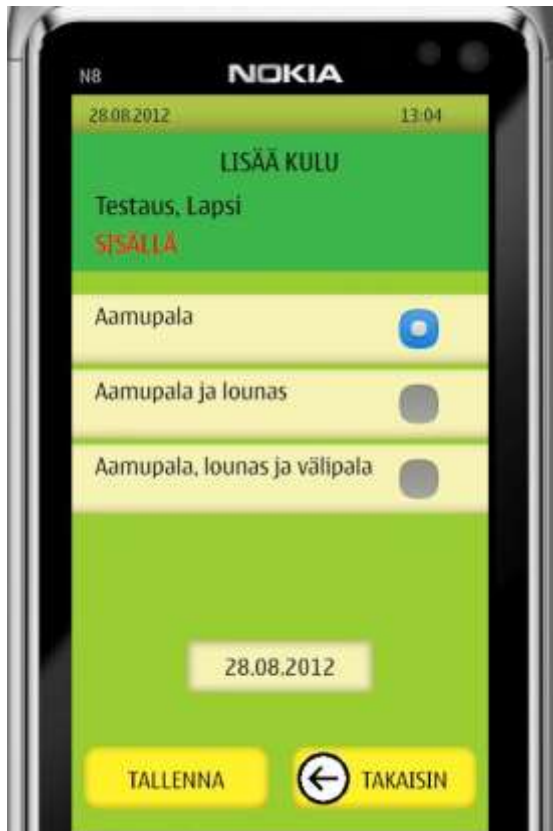 N8 NOKIA
28.08.2012 13:04
LISÄÄ KULU
Testaus, Lapsi
SISÄLLÄ
Aamupala
Aamupala ja lounas
Aamupala, lounas ja välipala
28.08.2012
TALLENNA TAKAISIN